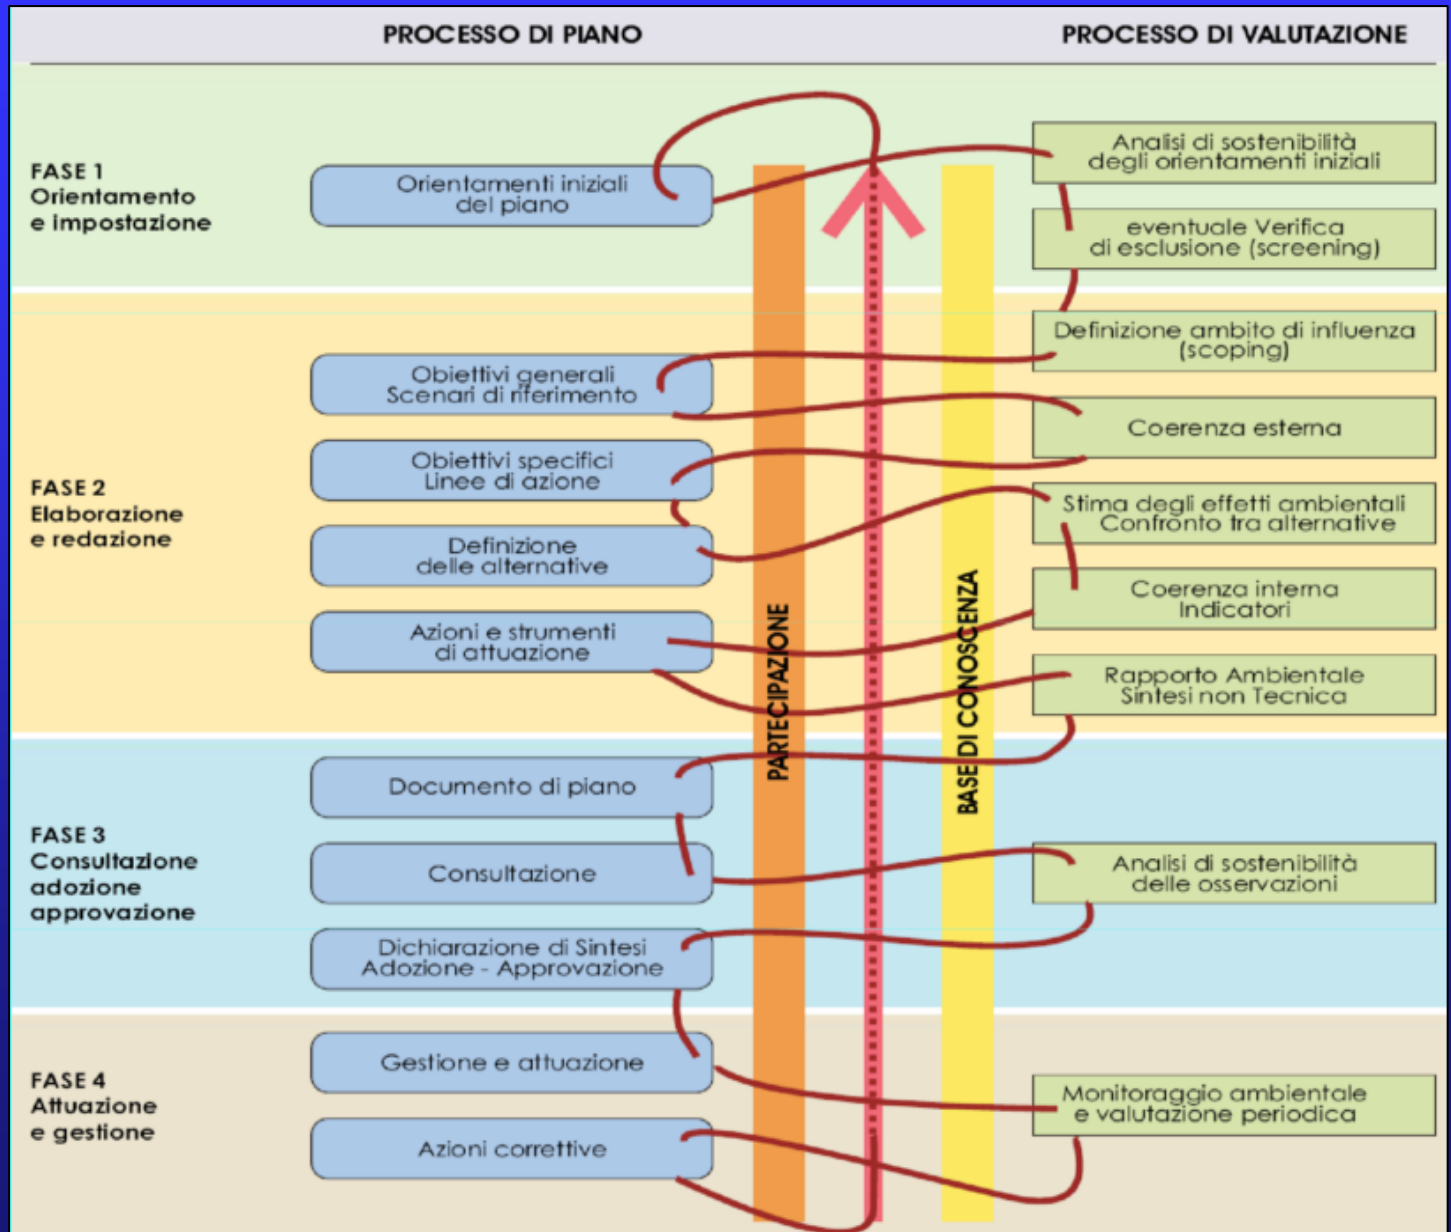 PROCESSO DI PIANO
PROCESSO DI VALUTAZIONE
FASE 1
Orientamento
e impostazione
Orientamenti iniziali
del piano
Analisi di sostenibilità
degli orientamenti iniziali
eventuale Verifica
di esclusione (screening)
FASE 2
Elaborazione
e redazione
Obiettivi generali
Scenari di riferimento
Obiettivi specifici
Linee di azione
Definizione
delle alternative
Azioni e strumenti
di attuazione
Definizione ambito di influenza
(scoping)
Coerenza esterna
Stima degli effetti ambientali
Confronto tra alternative
Coerenza interna
Indicatori
Rapporto Ambientale
Sintesi non Tecnica
PARTECIPAZIONE
BASE DI CONOSCENZA
FASE 3
Consultazione
adozione
approvazione
Documento di piano
Consultazione
Dichiarazione di Sintesi
Adozione - Approvazione
Analisi di sostenibilità
delle osservazioni
FASE 4
Attuazione
e gestione
Gestione e attuazione
Azioni correttive
Monitoraggio ambientale
e valutazione periodica